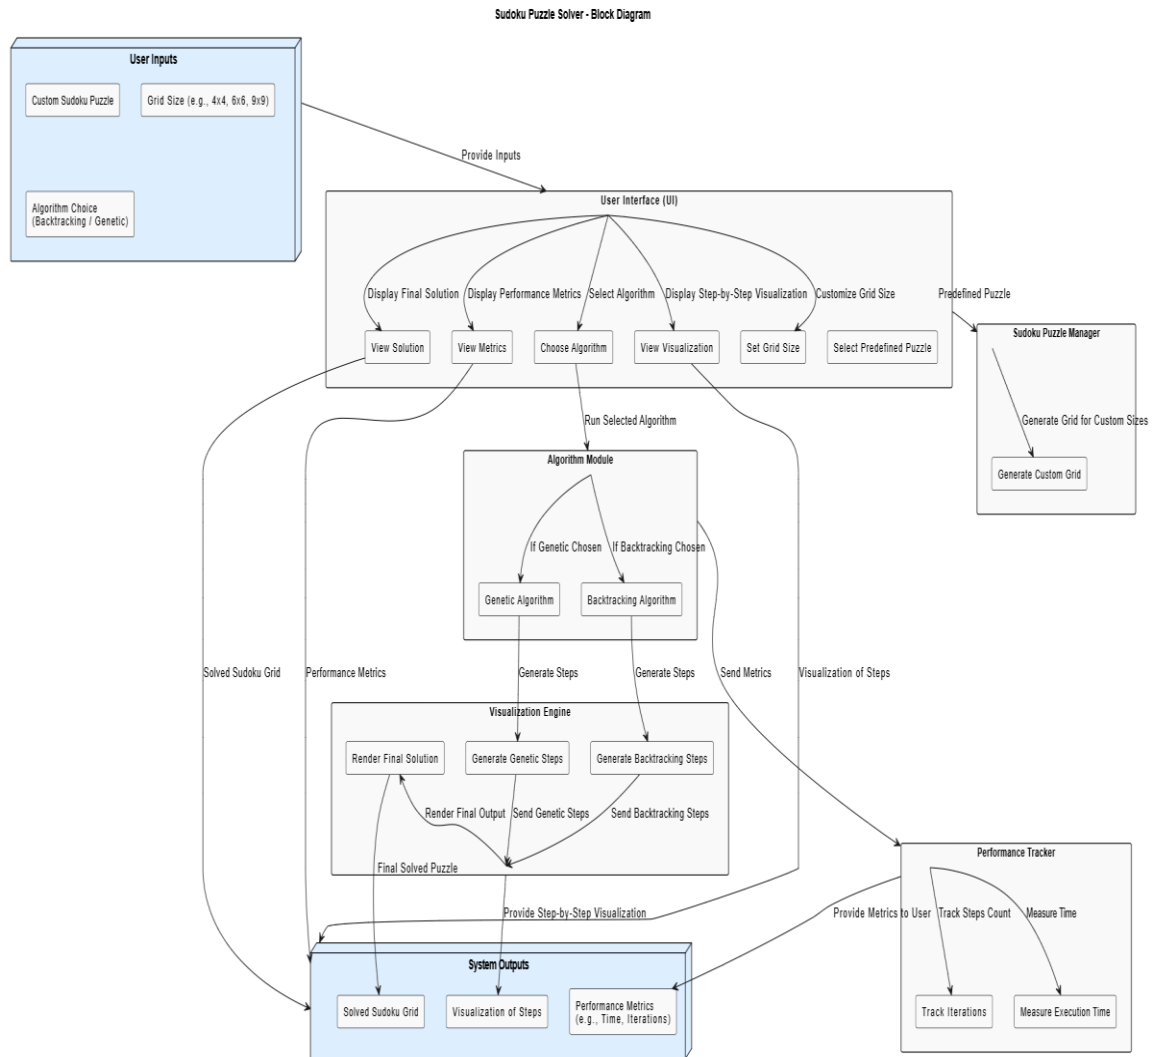 Sudoku Puzzle Solver - Block Diagram
User Inputs
Custom Sudoku Puzzle
Grid Size (e.g., 4x4, 6x6, 9x9)
Algorithm Choice
(Backtracking / Genetic)
Provide Inputs
User Interface (UI)
Display Final Solution
Display Performance Metrics
Select Algorithm
Display Step-by-Step Visualization
Customize Grid Size
Predefined Puzzle
View Solution
View Metrics
Choose Algorithm
View Visualization
Set Grid Size
Select Predefined Puzzle
Sudoku Puzzle Manager
Generate Grid for Custom Sizes
Generate Custom Grid
Run Selected Algorithm
Algorithm Module
If Genetic Chosen
If Backtracking Chosen
Genetic Algorithm
Backtracking Algorithm
Solved Sudoku Grid
Performance Metrics
Generate Steps
Generate Steps
Send Metrics
Visualization of Steps
Visualization Engine
Render Final Solution
Generate Genetic Steps
Generate Backtracking Steps
Render Final Output
Send Genetic Steps
Send Backtracking Steps
Final Solved Puzzle
Performance Tracker
Provide Step-by-Step Visualization
Provide Metrics to User
Track Steps Count
Measure Time
System Outputs
Solved Sudoku Grid
Visualization of Steps
Performance Metrics
(e.g., Time, Iterations)
Track Iterations
Measure Execution Time